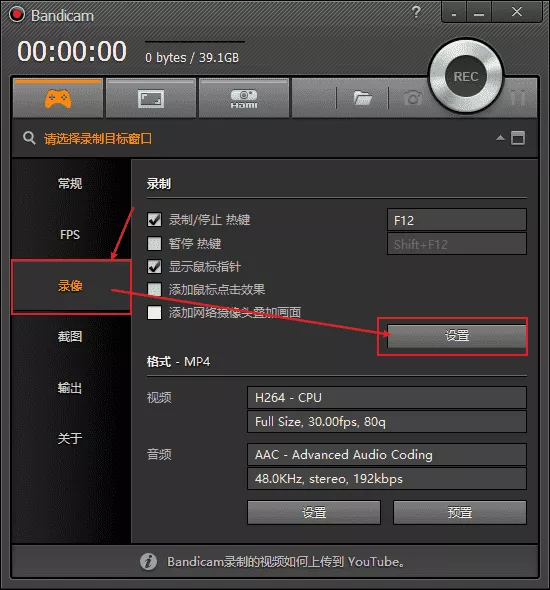 Bandicam
00:00:00
0 bytes / 39.1GB
REC
HDMI
请选择录制目标窗口
常规
FPS
录像
截图
输出
关于
录制
录制/停止 热键
F12
暂停 热键
Shift+F12
显示鼠标指针
添加鼠标点击效果
添加网络摄像头叠加画面
设置
格式 - MP4
视频
H264 - CPU
Full Size, 30.00fps, 80q
音频
AAC - Advanced Audio Coding
48.0KHz, stereo, 192kbps
设置
预置
Bandicam录制的视频如何上传到 YouTube。